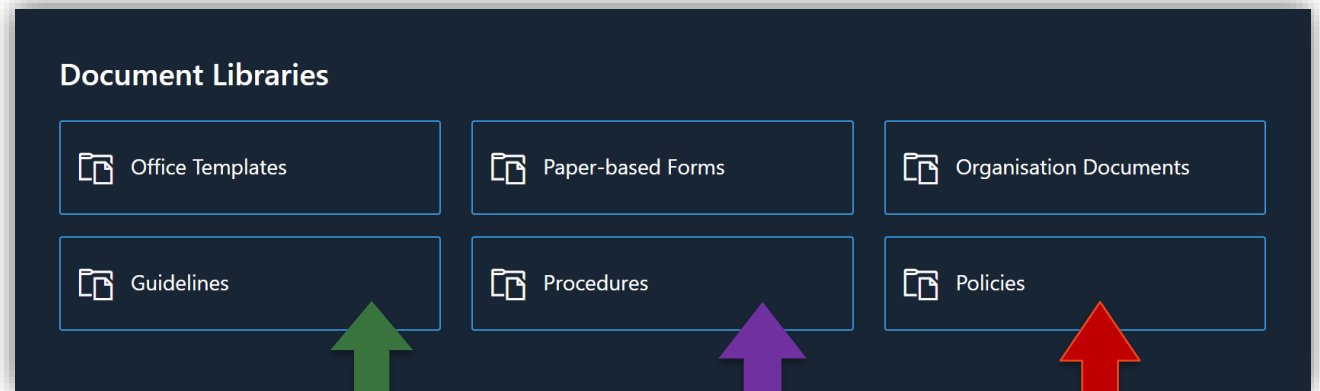 Document Libraries
Office Templates
Paper-based Forms
Organisation Documents
Guidelines
Procedures
Policies